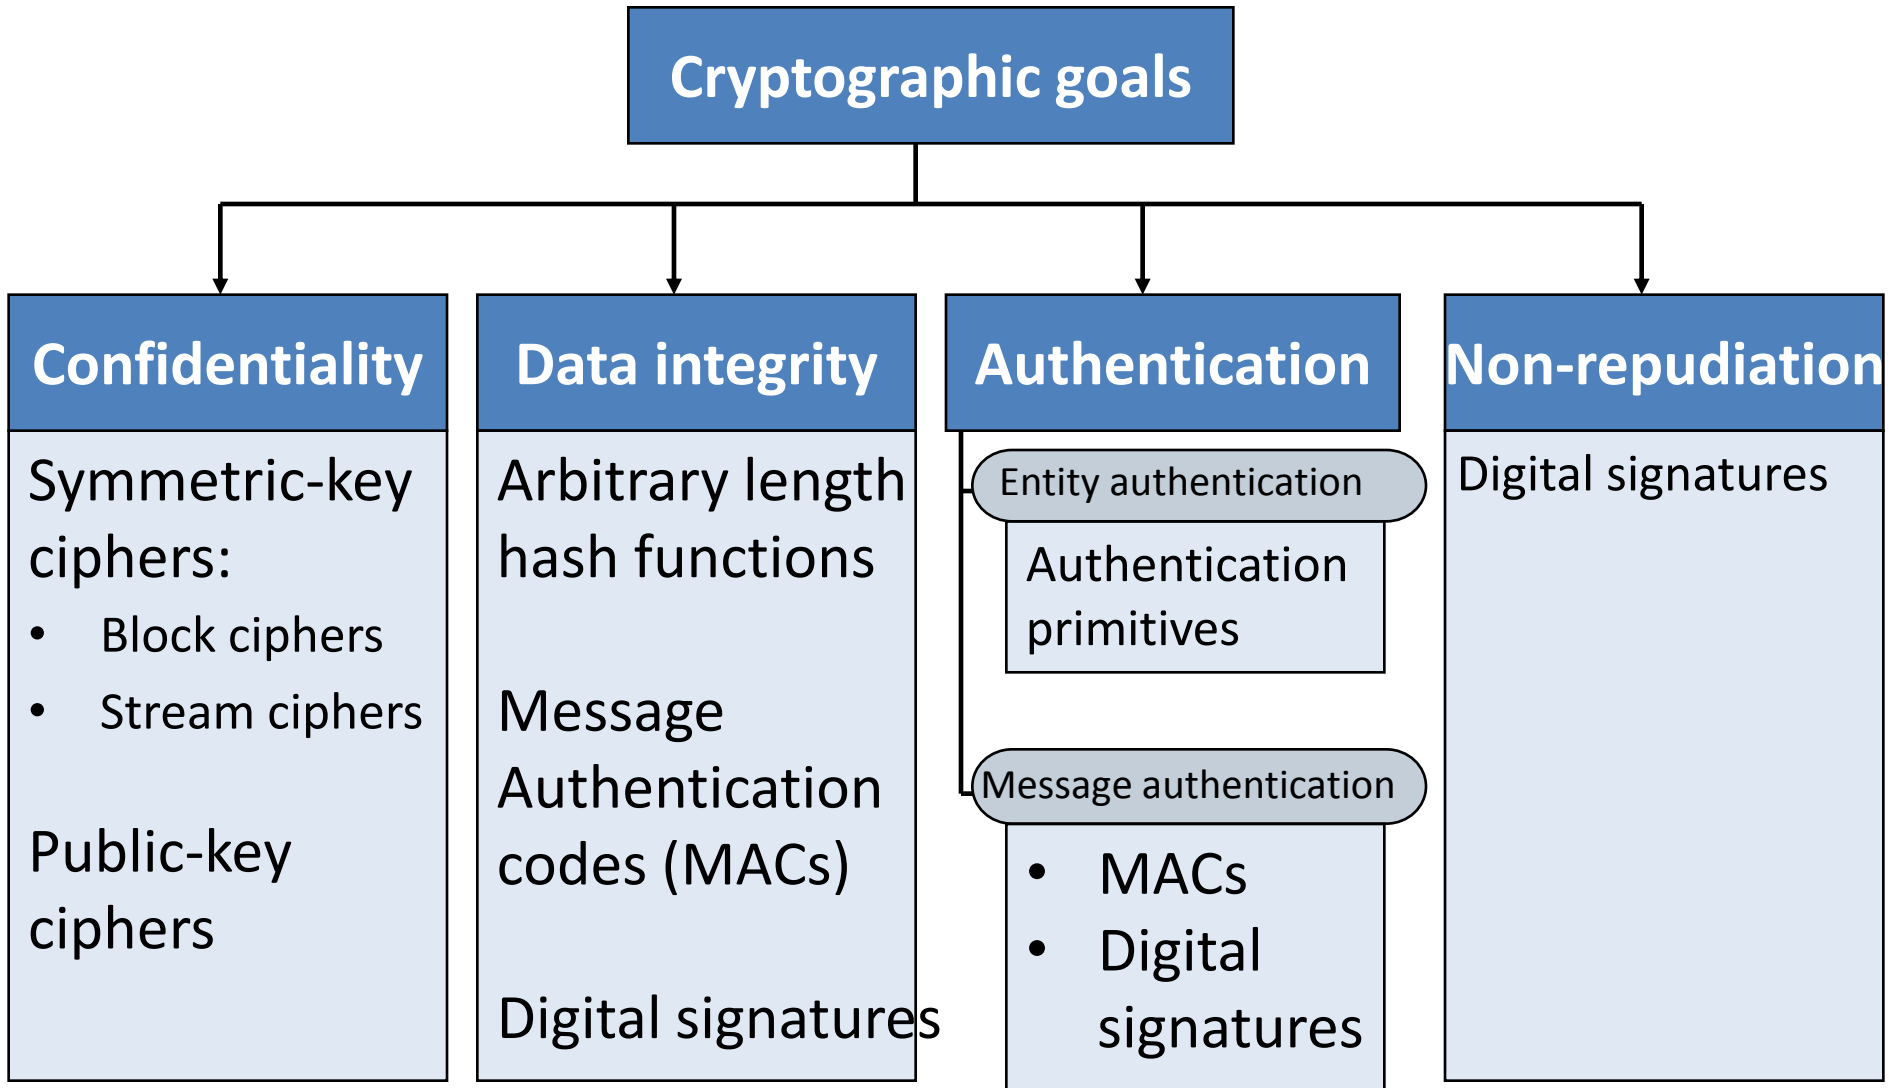 Cryptographic goals
Confidentiality
Symmetric-key
ciphers:
• Block ciphers
• Stream ciphers
Public-key
ciphers
Data integrity
Arbitrary length
hash functions
Message
Authentication
codes (MACs)
Digital signatures
Authentication
Entity authentication
Authentication
primitives
Message authentication
• MACs
• Digital
signatures
Non-repudiation
Digital signatures